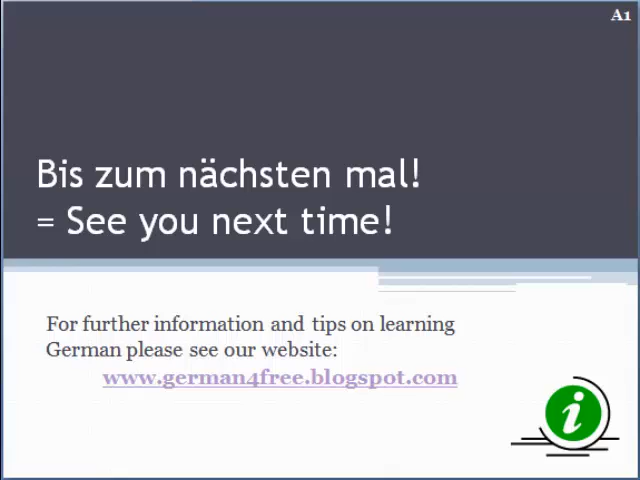 A1
Bis zum nächsten mal!
= See you next time!
For further information and tips on learning
German please see our website:
www.german4free.blogspot.com
i